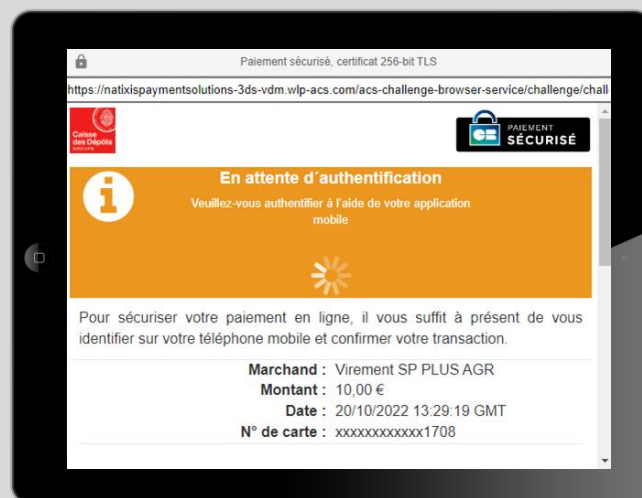 Paiement sécurisé, certificat 256-bit TLS
https://natixispaymentsolutions-3ds-vdm.wlp-acs.com/acs-challenge-browser-service/challenge/chall
Caisse
des Dépôts
GROUPE
CB
PAIEMENT
SÉCURISÉ
i
En attente d´authentification
Veuillez-vous authentifier à l'aide de votre application
mobile
Pour sécuriser votre paiement en ligne, il vous suffit à présent de vous
identifier sur votre téléphone mobile et confirmer votre transaction.
Marchand : Virement SP PLUS AGR
Montant : 10,00 €
Date : 20/10/2022 13:29:19 GMT
N° de carte : xxxxxxxxxxxx1708